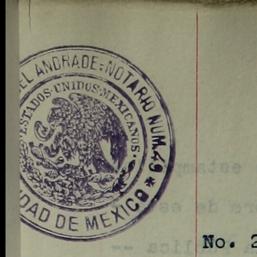 EL ANDRADE=NOTARIO NUM.49 *
ESTADOS·UNIDOS·MEXICANOS.
DAD DE MEXICO
No. 2